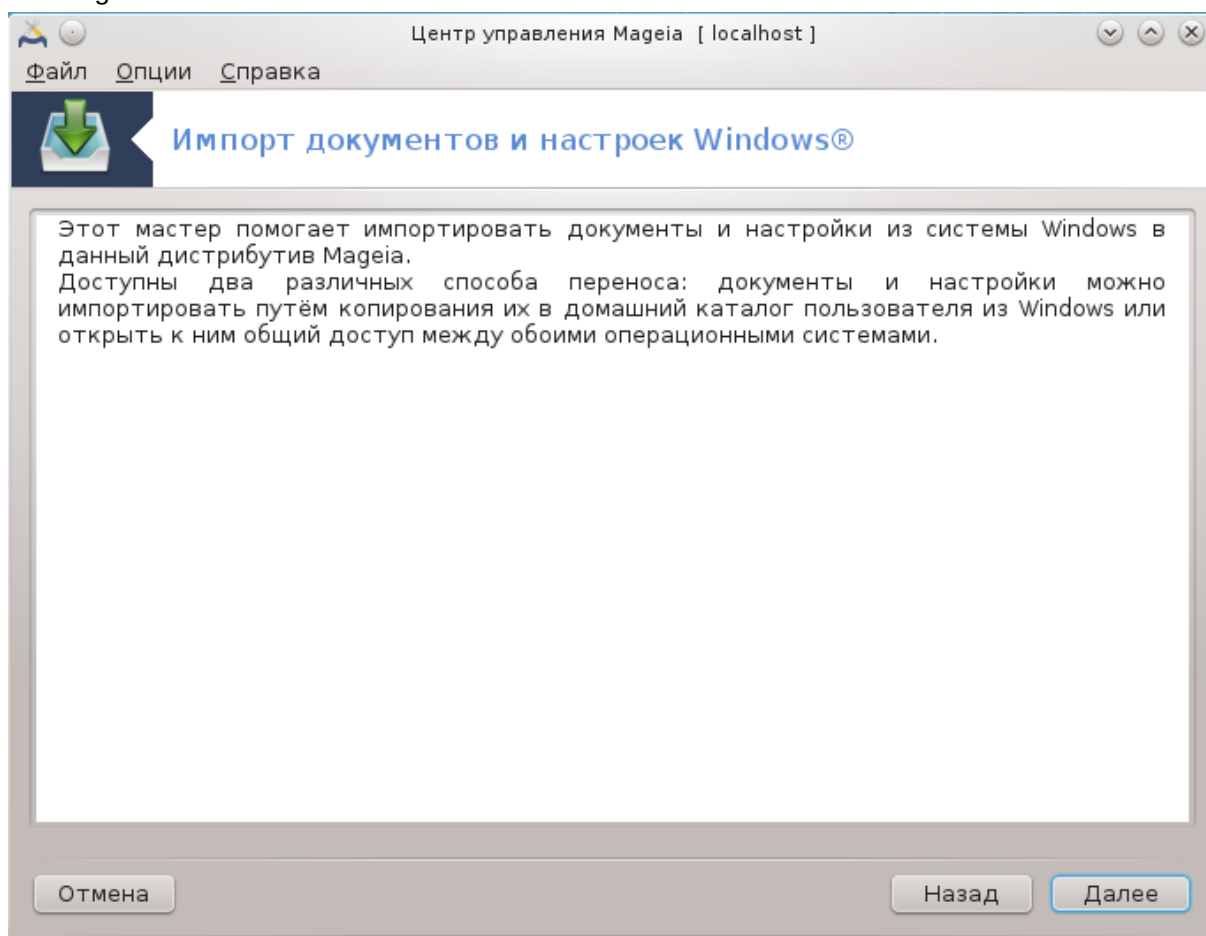 Центр управления Mageia [ localhost ]
Файл Опции Справка
Импорт документов и настроек Windows®
Этот мастер помогает импортировать документы и настройки из системы Windows в
данный дистрибутив Mageia.
Доступны два различных способа переноса: документы и настройки можно
импортировать путём копирования их в домашний каталог пользователя из Windows или
открыть к ним общий доступ между обоими операционными системами.
Отмена Назад Далее